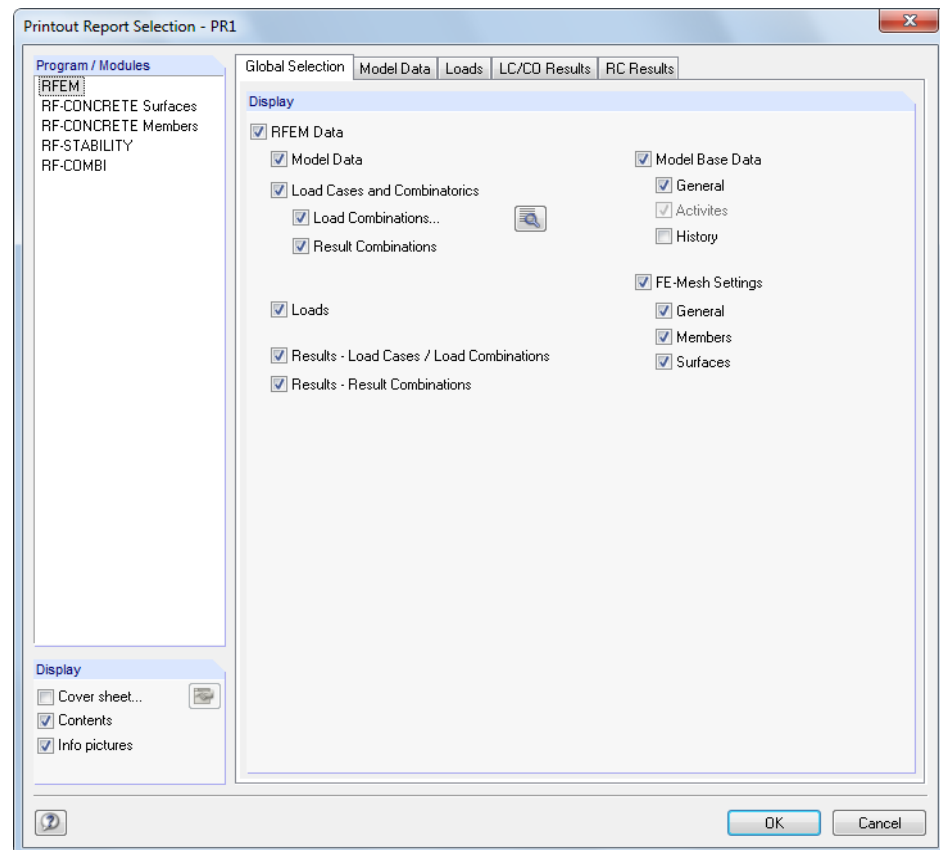 Printout Report Selection - PR1
Program / Modules
RFEM
RF-CONCRETE Surfaces
RF-CONCRETE Members
RF-STABILITY
RF-COMBI
Global Selection
Model Data
Loads
LC/CO Results
RC Results
Display
RFEM Data
Model Data
Load Cases and Combinatorics
Load Combinations...
Result Combinations
Loads
Results - Load Cases / Load Combinations
Results - Result Combinations
Model Base Data
General
Activites
History
FE-Mesh Settings
General
Members
Surfaces
Display
Cover sheet...
Contents
Info pictures
OK
Cancel